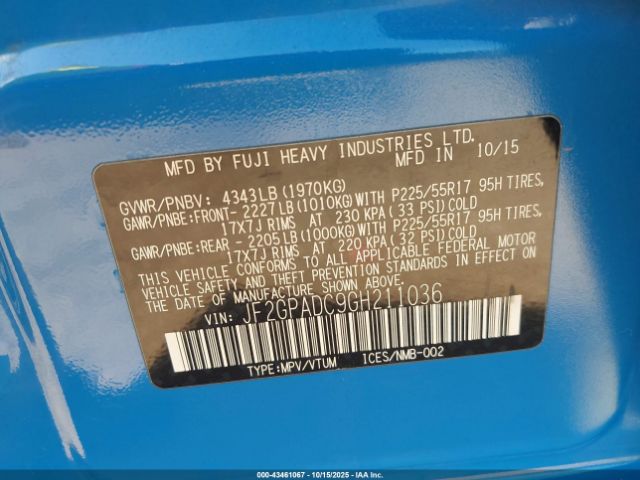 MFD BY FUJI HEAVY INDUSTRIES LTD.
MFD IN 10/15
GVWR/PNBV: 4343LB(1970KG)
GAWR/PNBE:FRONT-2227LB(1010KG)WITH P225/55R17 95H TIRES,
17X7J RIMS AT 230 KPA(33 PSI)COLD
GAWR/PNBE:REAR -2205LB(1000KG)WITH P225/55R17 95H TIRES,
17X7J RIMS AT 220 KPA(32 PSI)COLD
THIS VEHICLE CONFORMS TO ALL APPLICABLE FEDERAL MOTOR
VEHICLE SAFETY AND THEFT PREVENTION STANDARDS IN EFFECT ON
THE DATE OF MANUFACTURE SHOWN ABOVE.
VIN: JF2GPADC9GH211036
TYPE:MPV/VTUM ICES/NMB-002
000-43461067 - 10/15/2025 - IAA Inc.